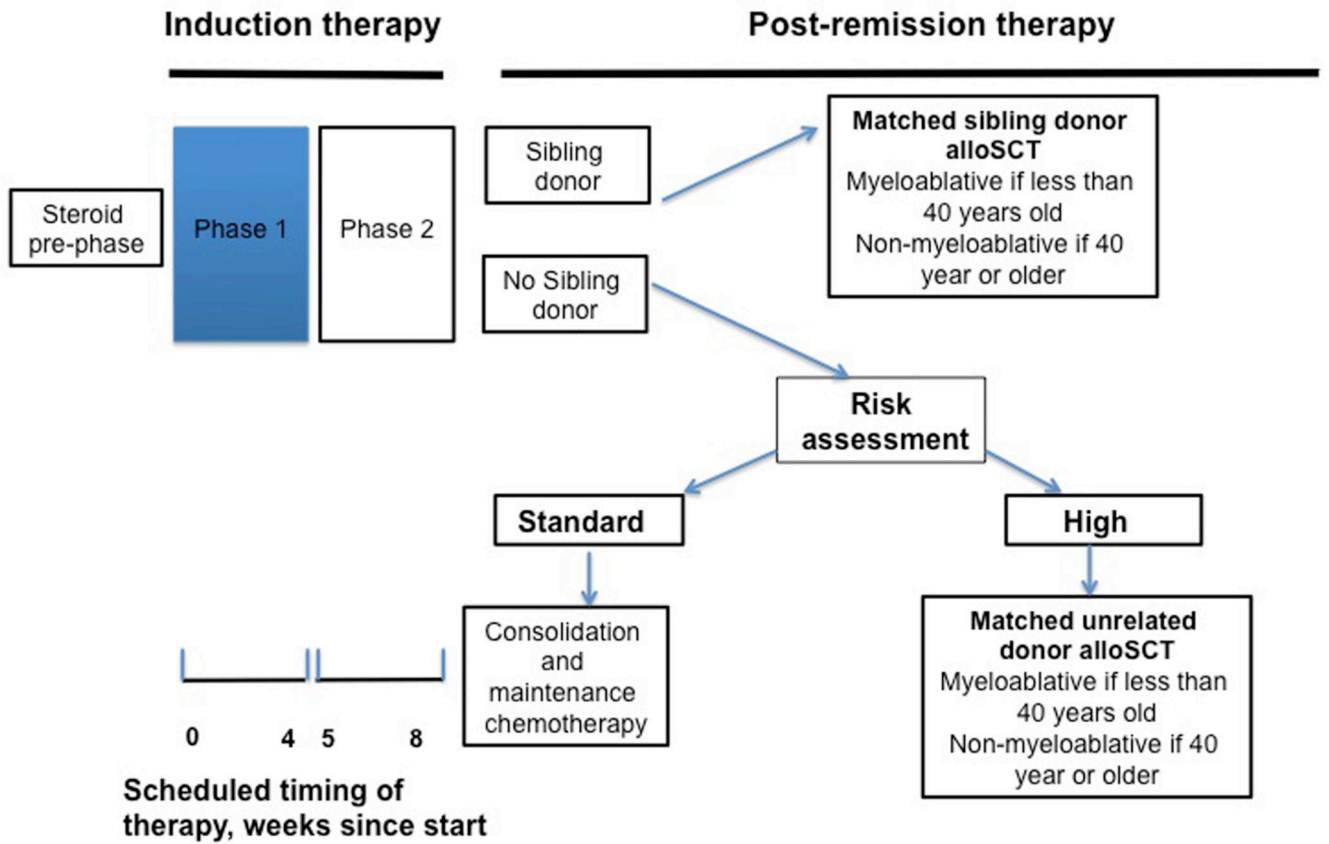 Induction therapy
Post-remission therapy
Steroid
pre-phase
Phase 1
Phase 2
Sibling
donor
No Sibling
donor
Matched sibling donor
alloSCT
Myeloablative if less than
40 years old
Non-myeloablative if 40
year or older
Risk
assessment
Standard
High
Consolidation
and
maintenance
chemotherapy
Matched unrelated
donor alloSCT
Myeloablative if less than
40 years old
Non-myeloablative if 40
year or older
0 4 5 8
Scheduled timing of
therapy, weeks since start